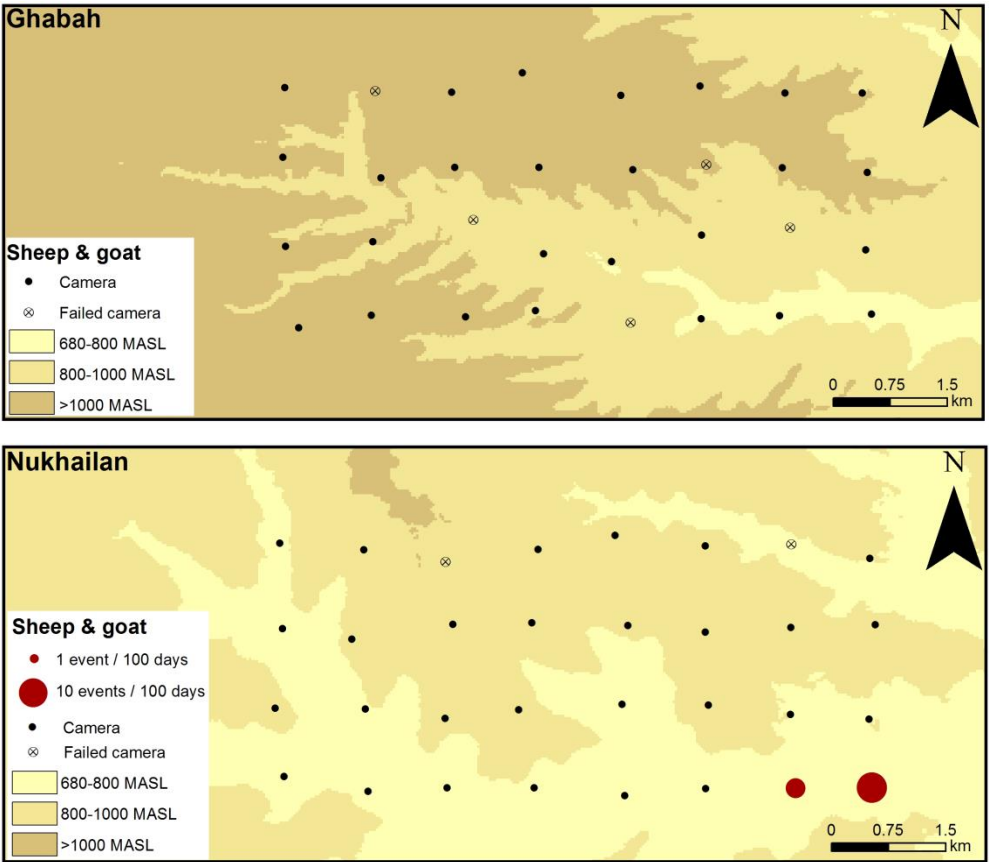 Ghabah
N
Sheep & goat
Camera
Failed camera
680-800 MASL
800-1000 MASL
>1000 MASL
0 0.75 1.5
km
Nukhailan
N
Sheep & goat
1 event / 100 days
10 events / 100 days
Camera
Failed camera
680-800 MASL
800-1000 MASL
>1000 MASL
0 0.75 1.5
km